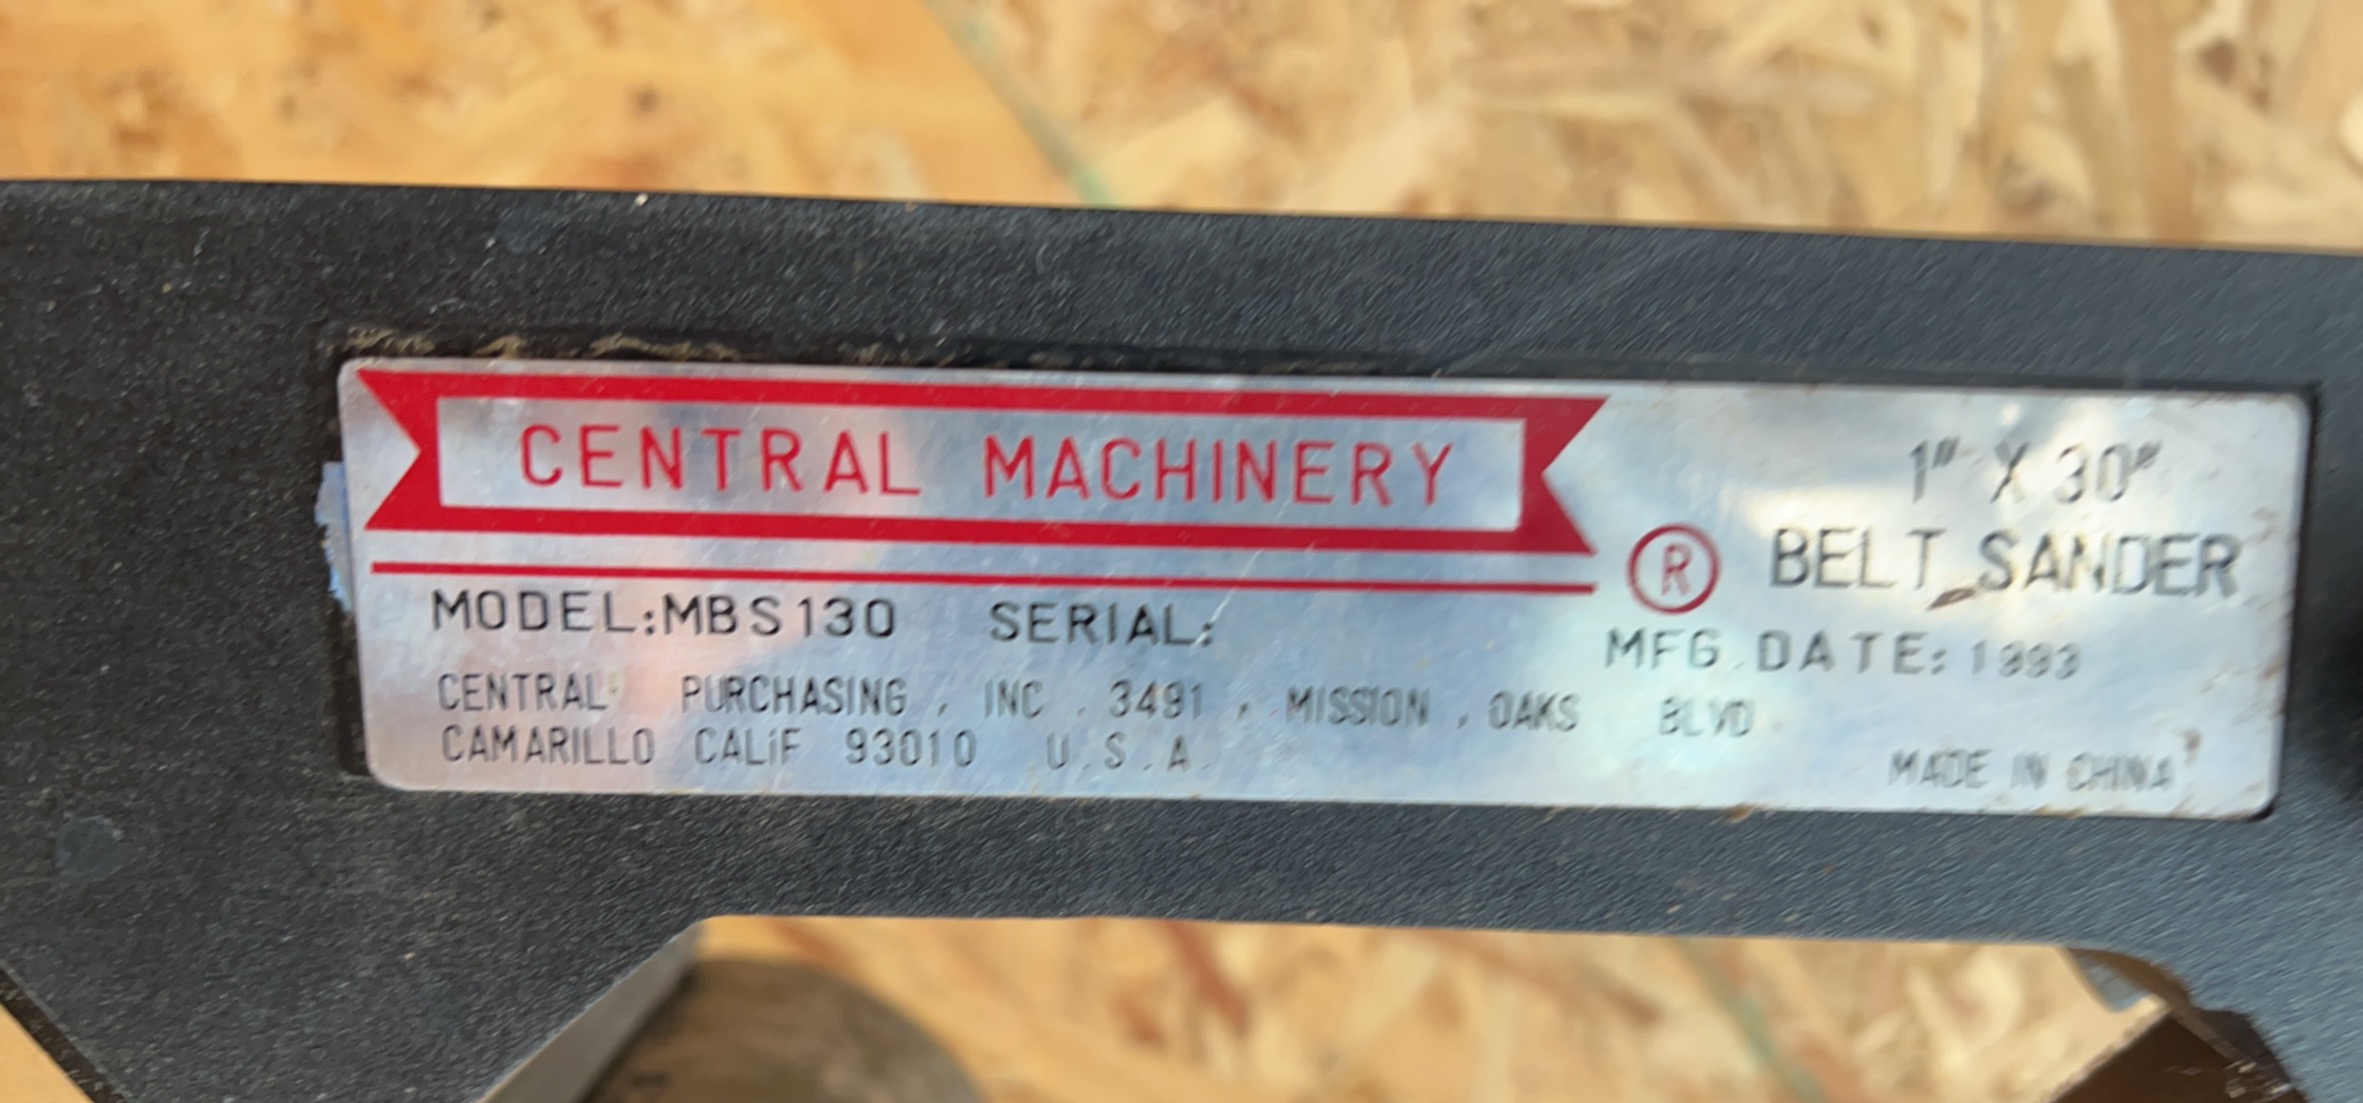 CENTRAL MACHINERY
®
1" X 30"
BELT SANDER
MODEL:MBS130 SERIAL:
MFG.DATE: 1993
CENTRAL PURCHASING, INC. 3491, MISSION, OAKS BLVD
CAMARILLO CALiF 93010 U.S.A.
MADE IN CHINA